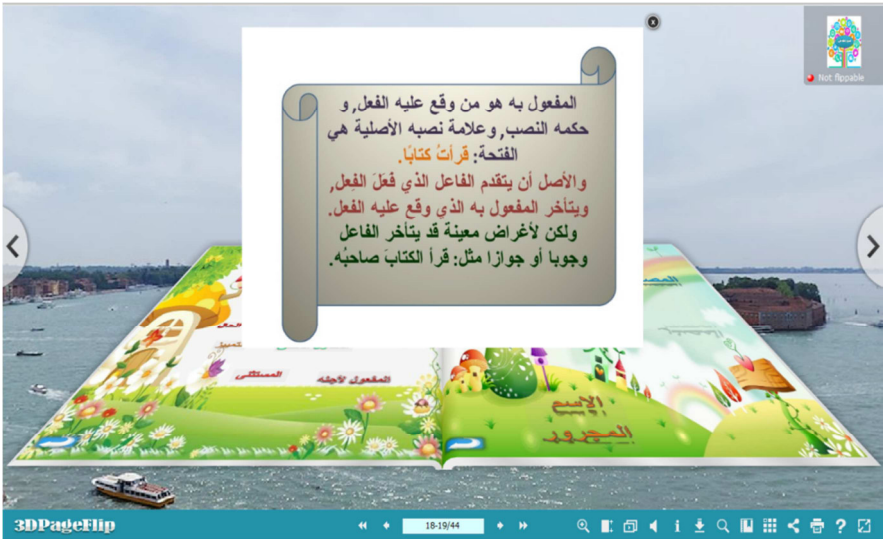 Not flippable
المفعول به هو من وقع عليه الفعل, و
حكمه النصب, وعلامة نصبه الأصلية هي
الفتحة: قرأتُ كتابًا.
والأصل أن يتقدم الفاعل الذي فَعَلَ الفِعل,
ويتأخر المفعول به الذي وقع عليه الفعل.
ولكن لأغراض معينة قد يتأخر الفاعل
وجوبا أو جوازا مثل: قرأ الكتابَ صاحبُه.
المستثنى
المفعول لأجله
الإسم
المجرور
3DPageFlip
18-19/44